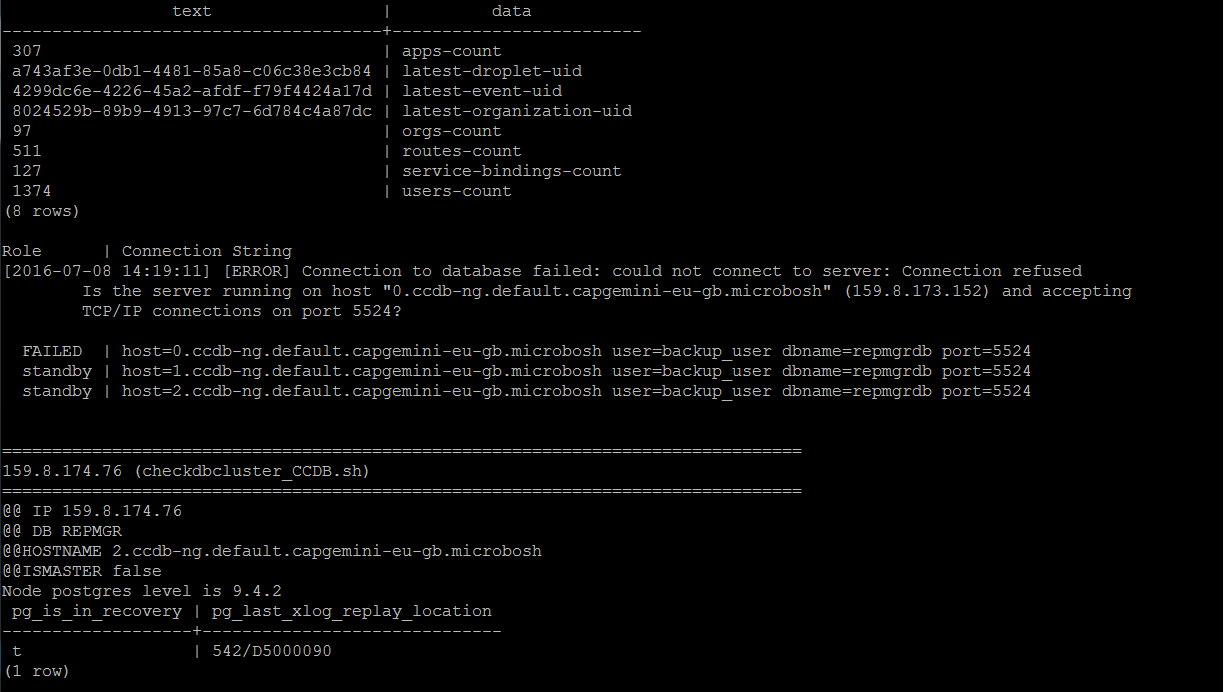 text                 |          data
--------------------------------------+-------------------------
 307                                  | apps-count
 a743af3e-0db1-4481-85a8-c06c38e3cb84 | latest-droplet-uid
 4299dc6e-4226-45a2-afdf-f79f4424a17d | latest-event-uid
 8024529b-89b9-4913-97c7-6d784c4a87dc | latest-organization-uid
 97                                   | orgs-count
 511                                  | routes-count
 127                                  | service-bindings-count
 1374                                 | users-count
(8 rows)

Role      | Connection String
[2016-07-08 14:19:11] [ERROR] Connection to database failed: could not connect to server: Connection refused
        Is the server running on host "0.ccdb-ng.default.capgemini-eu-gb.microbosh" (159.8.173.152) and accepting
        TCP/IP connections on port 5524?

  FAILED  | host=0.ccdb-ng.default.capgemini-eu-gb.microbosh user=backup_user dbname=repmgrdb port=5524
  standby | host=1.ccdb-ng.default.capgemini-eu-gb.microbosh user=backup_user dbname=repmgrdb port=5524
  standby | host=2.ccdb-ng.default.capgemini-eu-gb.microbosh user=backup_user dbname=repmgrdb port=5524

================================================================================
159.8.174.76 (checkdbcluster_CCDB.sh)
================================================================================
@@ IP 159.8.174.76
@@ DB REPMGR
@@HOSTNAME 2.ccdb-ng.default.capgemini-eu-gb.microbosh
@@ISMASTER false
Node postgres level is 9.4.2
 pg_is_in_recovery | pg_last_xlog_replay_location
-------------------+------------------------------
 t                 | 542/D5000090
(1 row)